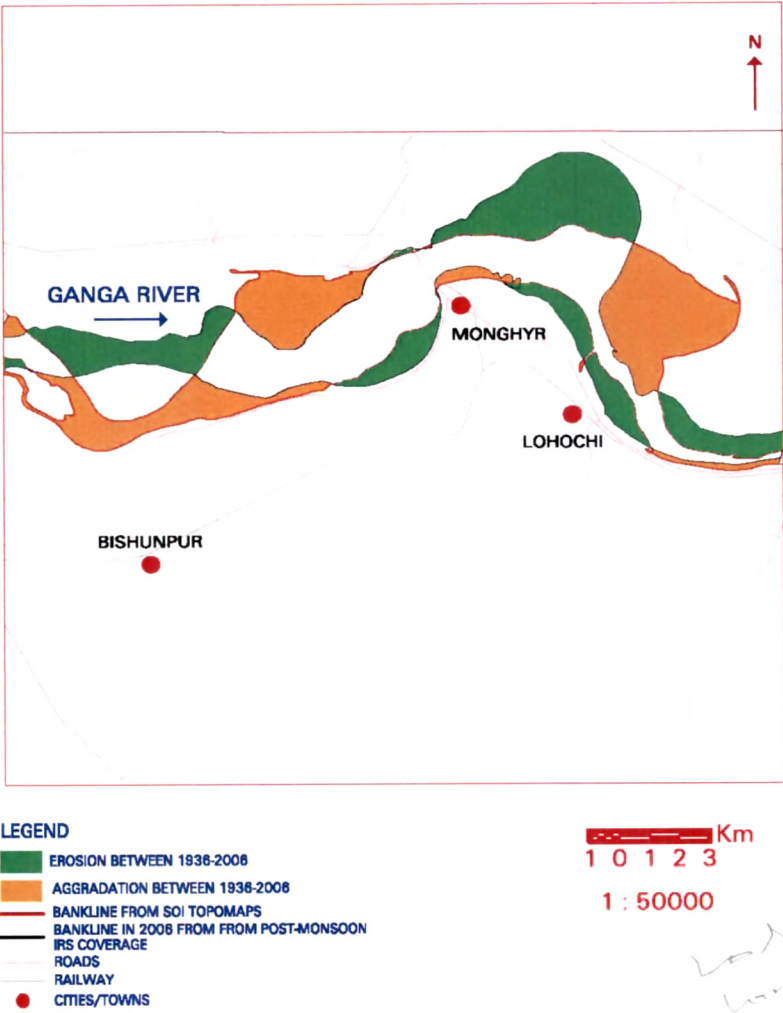 N
GANGA RIVER
MONGHYR
LOHOCHI
BISHUNPUR
LEGEND
EROSION BETWEEN 1936-2006
AGGRADATION BETWEEN 1936-2006
BANKLINE FROM SOI TOPOMAPS
BANKLINE IN 2006 FROM FROM POST-MONSOON
IRS COVERAGE
ROADS
RAILWAY
CITIES/TOWNS
Km
1 0 1 2 3
1 : 50000